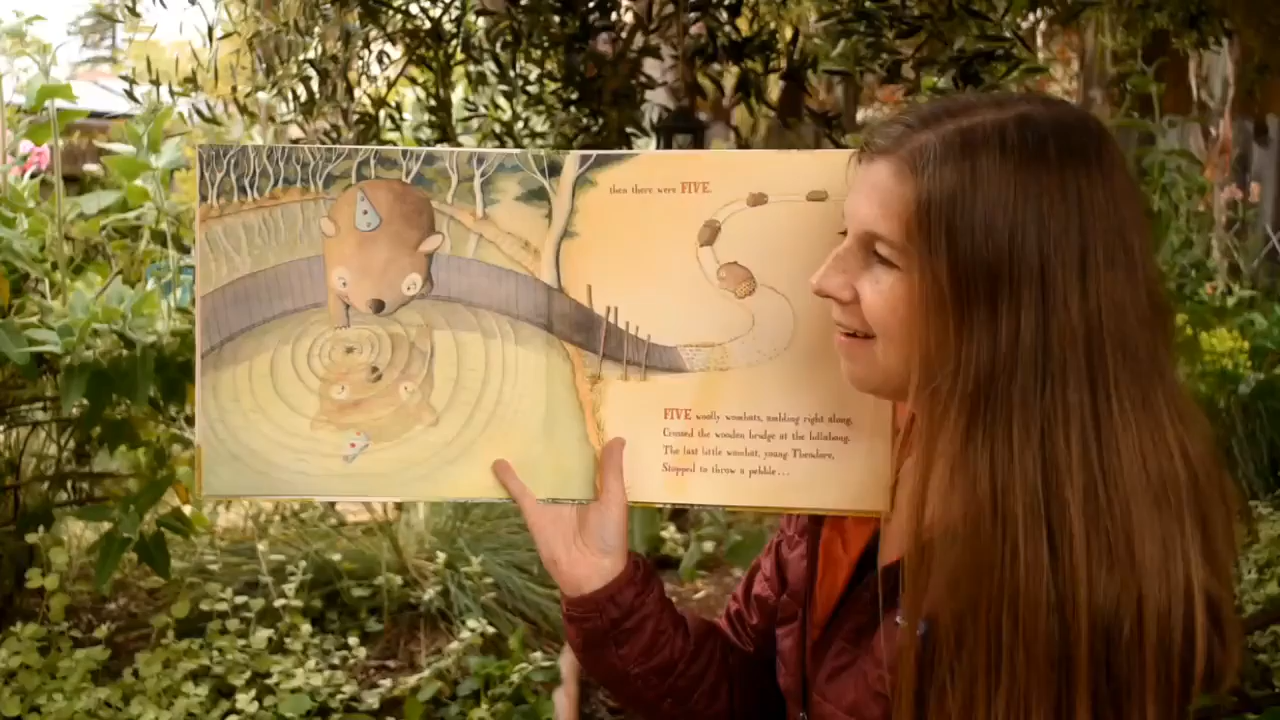 then there were FIVE.
FIVE woolly wombats, ambling right along,
Crossed the wooden bridge at the billabong.
The last little wombat, young Theodore,
Stopped to throw a pebble...